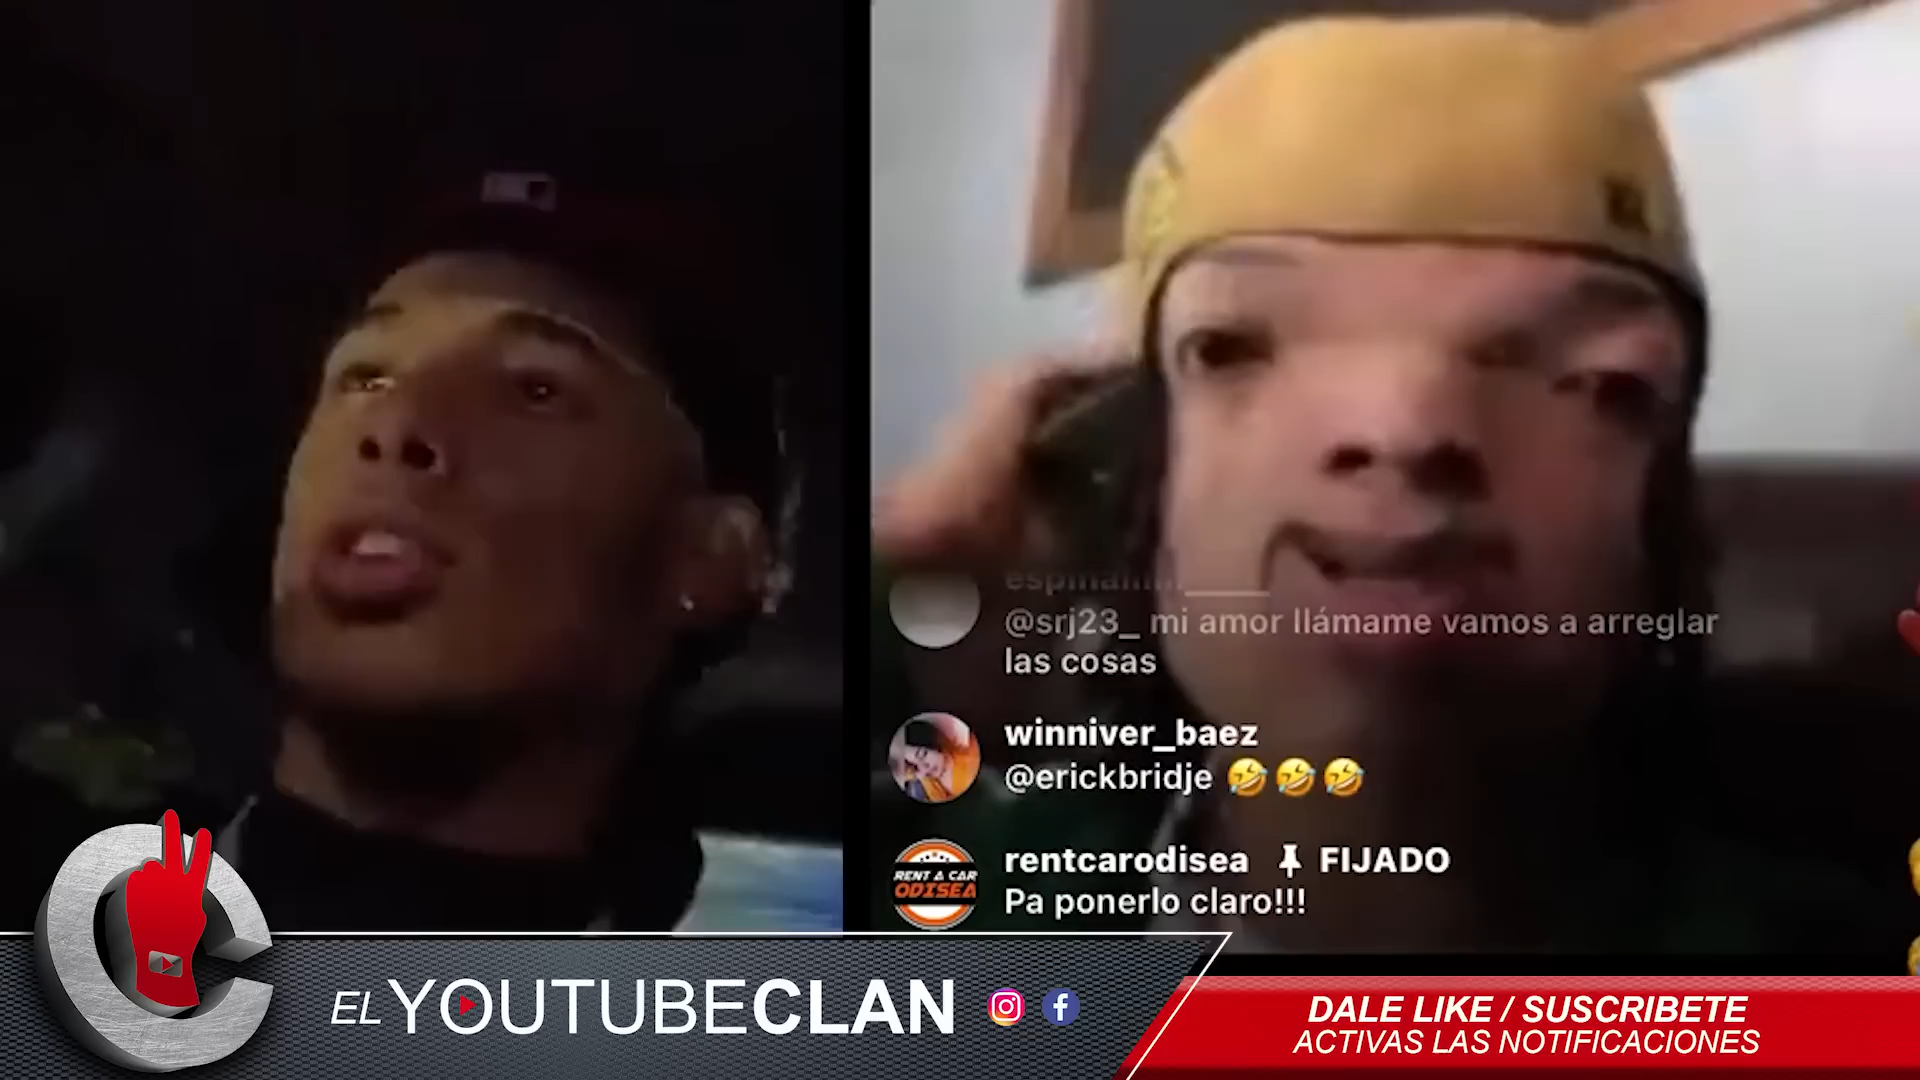 @srj23_ mi amor llámame vamos a arreglar
las cosas
winniver_baez
@erickbridje 🤣🤣🤣
rentcarodisea FIJADO
Pa ponerlo claro!!!
RENT A CAR
ODISEA
EL YOUTUBECLAN
DALE LIKE / SUSCRIBETE
ACTIVAS LAS NOTIFICACIONES